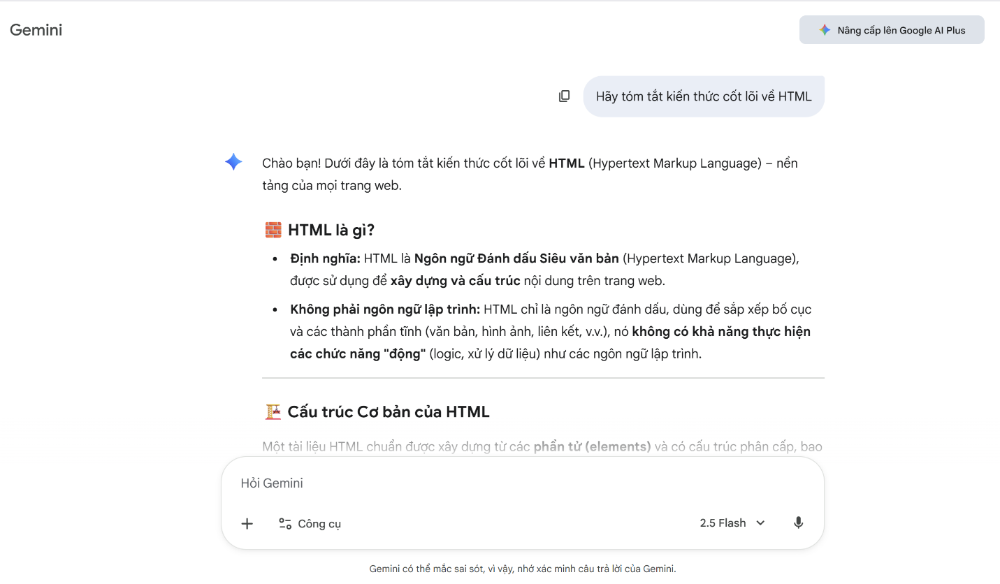 Gemini
Nâng cấp lên Google AI Plus
Hãy tóm tắt kiến thức cốt lõi về HTML
Chào bạn! Dưới đây là tóm tắt kiến thức cốt lõi về HTML (Hypertext Markup Language) – nền
tảng của mọi trang web.
HTML là gì?
• Định nghĩa: HTML là Ngôn ngữ Đánh dấu Siêu văn bản (Hypertext Markup Language),
được sử dụng để xây dựng và cấu trúc nội dung trên trang web.
• Không phải ngôn ngữ lập trình: HTML chỉ là ngôn ngữ đánh dấu, dùng để sắp xếp bố cục
và các thành phần tĩnh (văn bản, hình ảnh, liên kết, v.v.), nó không có khả năng thực hiện
các chức năng "động" (logic, xử lý dữ liệu) như các ngôn ngữ lập trình.
Cấu trúc Cơ bản của HTML
Một tài liệu HTML chuẩn được xây dựng từ các phần tử (elements) và có cấu trúc phân cấp, bao
Hỏi Gemini
Công cụ
2.5 Flash
Gemini có thể mắc sai sót, vì vậy, nhớ xác minh câu trả lời của Gemini.